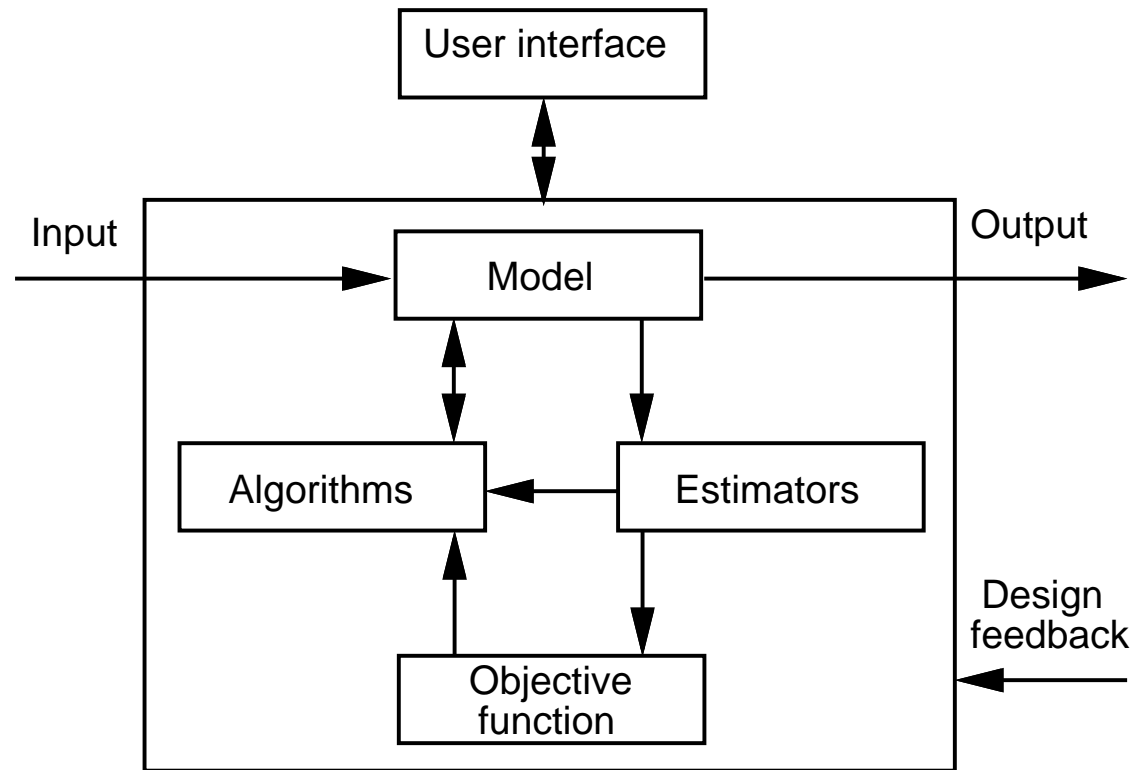 User interface
Input
Output
Model
Algorithms
Estimators
Design
feedback
Objective
function